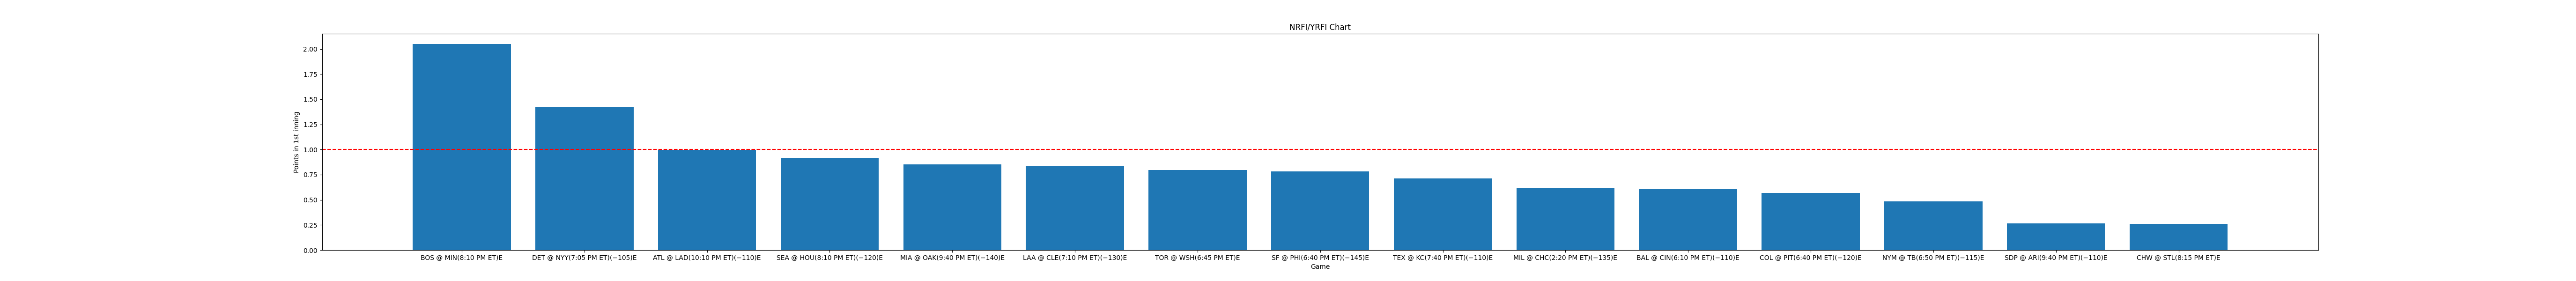 NRFI/YRFI Chart
Points in 1st inning
2.00
1.75
1.50
1.25
1.00
0.75
0.50
0.25
0.00
BOS @ MIN(8:10 PM ET)E
DET @ NYY(7:05 PM ET)(−105)E
ATL @ LAD(10:10 PM ET)(−110)E
SEA @ HOU(8:10 PM ET)(−120)E
MIA @ OAK(9:40 PM ET)(−140)E
LAA @ CLE(7:10 PM ET)(−130)E
TOR @ WSH(6:45 PM ET)E
SF @ PHI(6:40 PM ET)(−145)E
TEX @ KC(7:40 PM ET)(−110)E
MIL @ CHC(2:20 PM ET)(−135)E
BAL @ CIN(6:10 PM ET)(−110)E
COL @ PIT(6:40 PM ET)(−120)E
NYM @ TB(6:50 PM ET)(−115)E
SDP @ ARI(9:40 PM ET)(−110)E
CHW @ STL(8:15 PM ET)E
Game